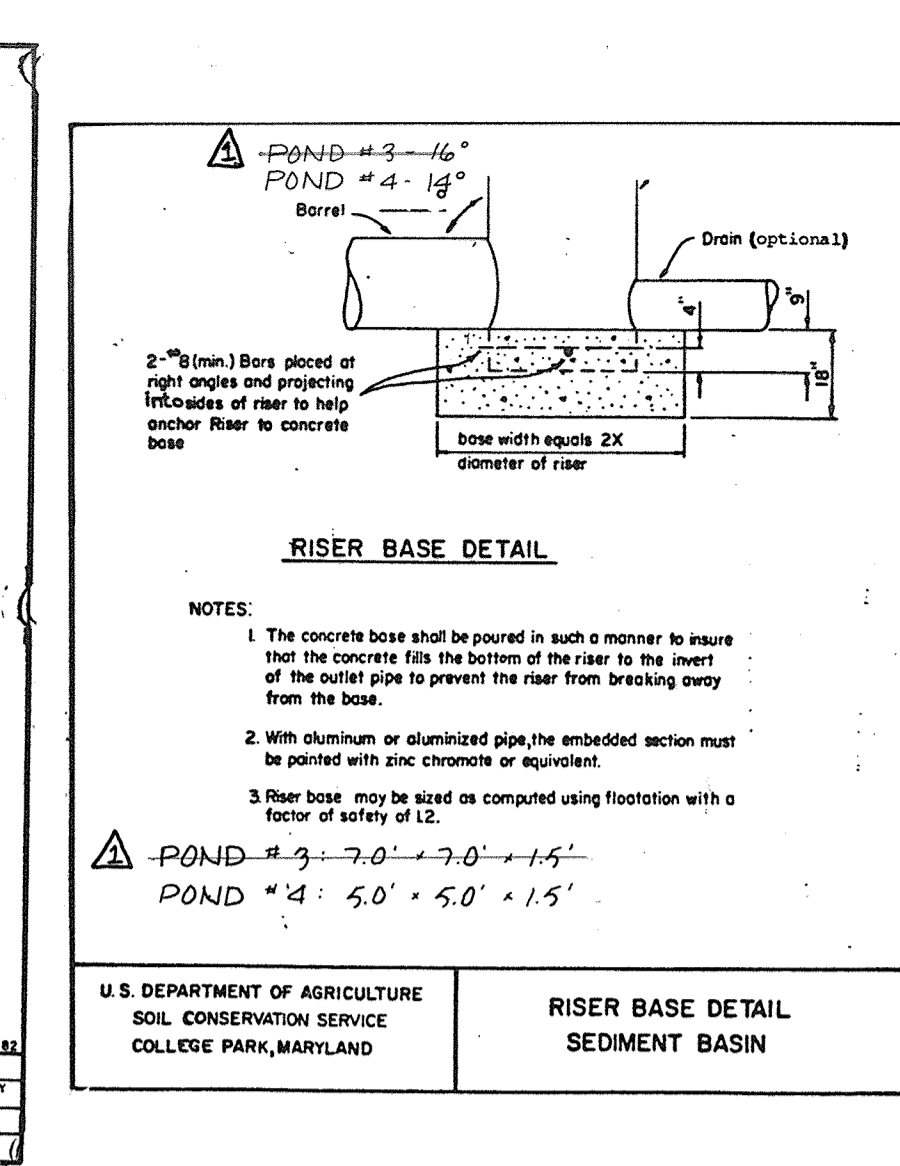 1 POND #3 - 16°
POND #4 - 14°
Barrel
Drain (optional)
4"
9"
18"
2-#8 (min.) Bars placed at
right angles and projecting
into sides of riser to help
anchor Riser to concrete
base
base width equals 2X
diameter of riser
RISER BASE DETAIL
NOTES:
1. The concrete base shall be poured in such a manner to insure
that the concrete fills the bottom of the riser to the invert
of the outlet pipe to prevent the riser from breaking away
from the base.
2. With aluminum or aluminized pipe, the embedded section must
be painted with zinc chromate or equivalent.
3. Riser base may be sized as computed using floatation with a
factor of safety of 1.2.
1 POND #3: 7.0' × 7.0' × 1.5'
POND #4: 5.0' × 5.0' × 1.5'
U.S. DEPARTMENT OF AGRICULTURE
SOIL CONSERVATION SERVICE
COLLEGE PARK, MARYLAND
RISER BASE DETAIL
SEDIMENT BASIN
82
Y